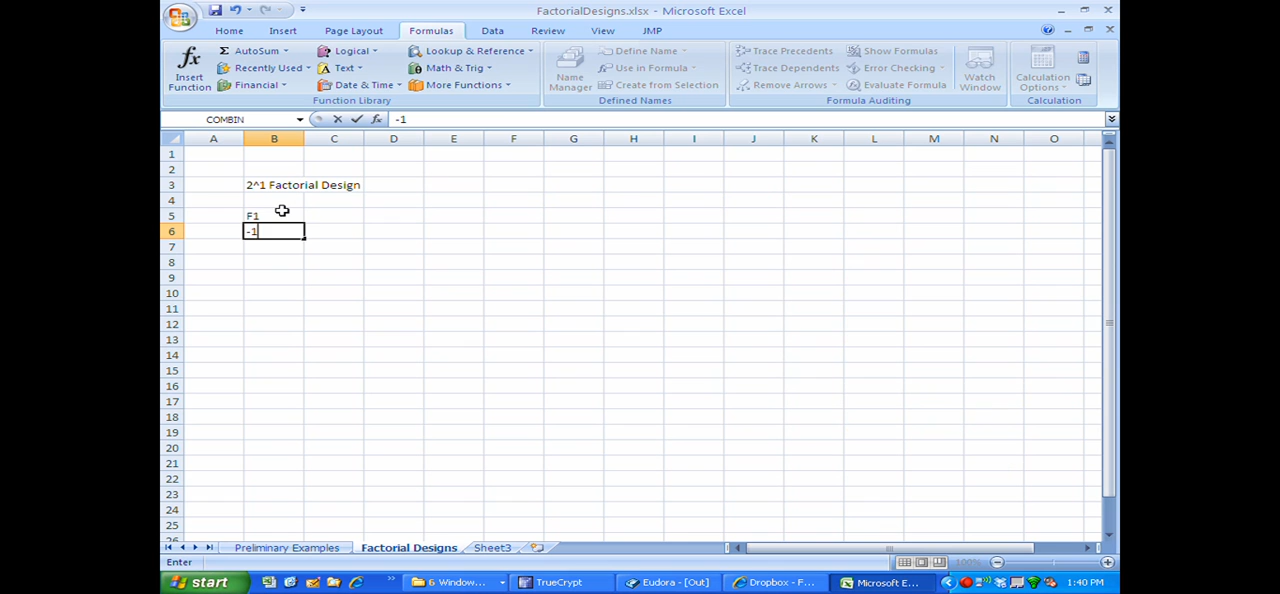 FactorialDesigns.xlsx - Microsoft Excel
Home Insert Page Layout Formulas Data Review View JMP
fx Insert Function
Σ AutoSum
Recently Used
Financial
Logical
Text
Date & Time
Lookup & Reference
Math & Trig
More Functions
Function Library
Name Manager
Define Name
Use in Formula
Create from Selection
Defined Names
Trace Precedents
Trace Dependents
Remove Arrows
Show Formulas
Error Checking
Evaluate Formula
Formula Auditing
Watch Window
Calculation Options
Calculation
COMBIN fx -1
A B C D E F G H I J K L M N O
1
2
3 2^1 Factorial Design
4
5 F1
6 -1
7
8
9
10
11
12
13
14
15
16
17
18
19
20
21
22
23
24
25
26
Preliminary Examples Factorial Designs Sheet3
Enter 100%
start 6 Window... TrueCrypt Eudora - [Out] Dropbox - F... Microsoft E... 1:40 PM